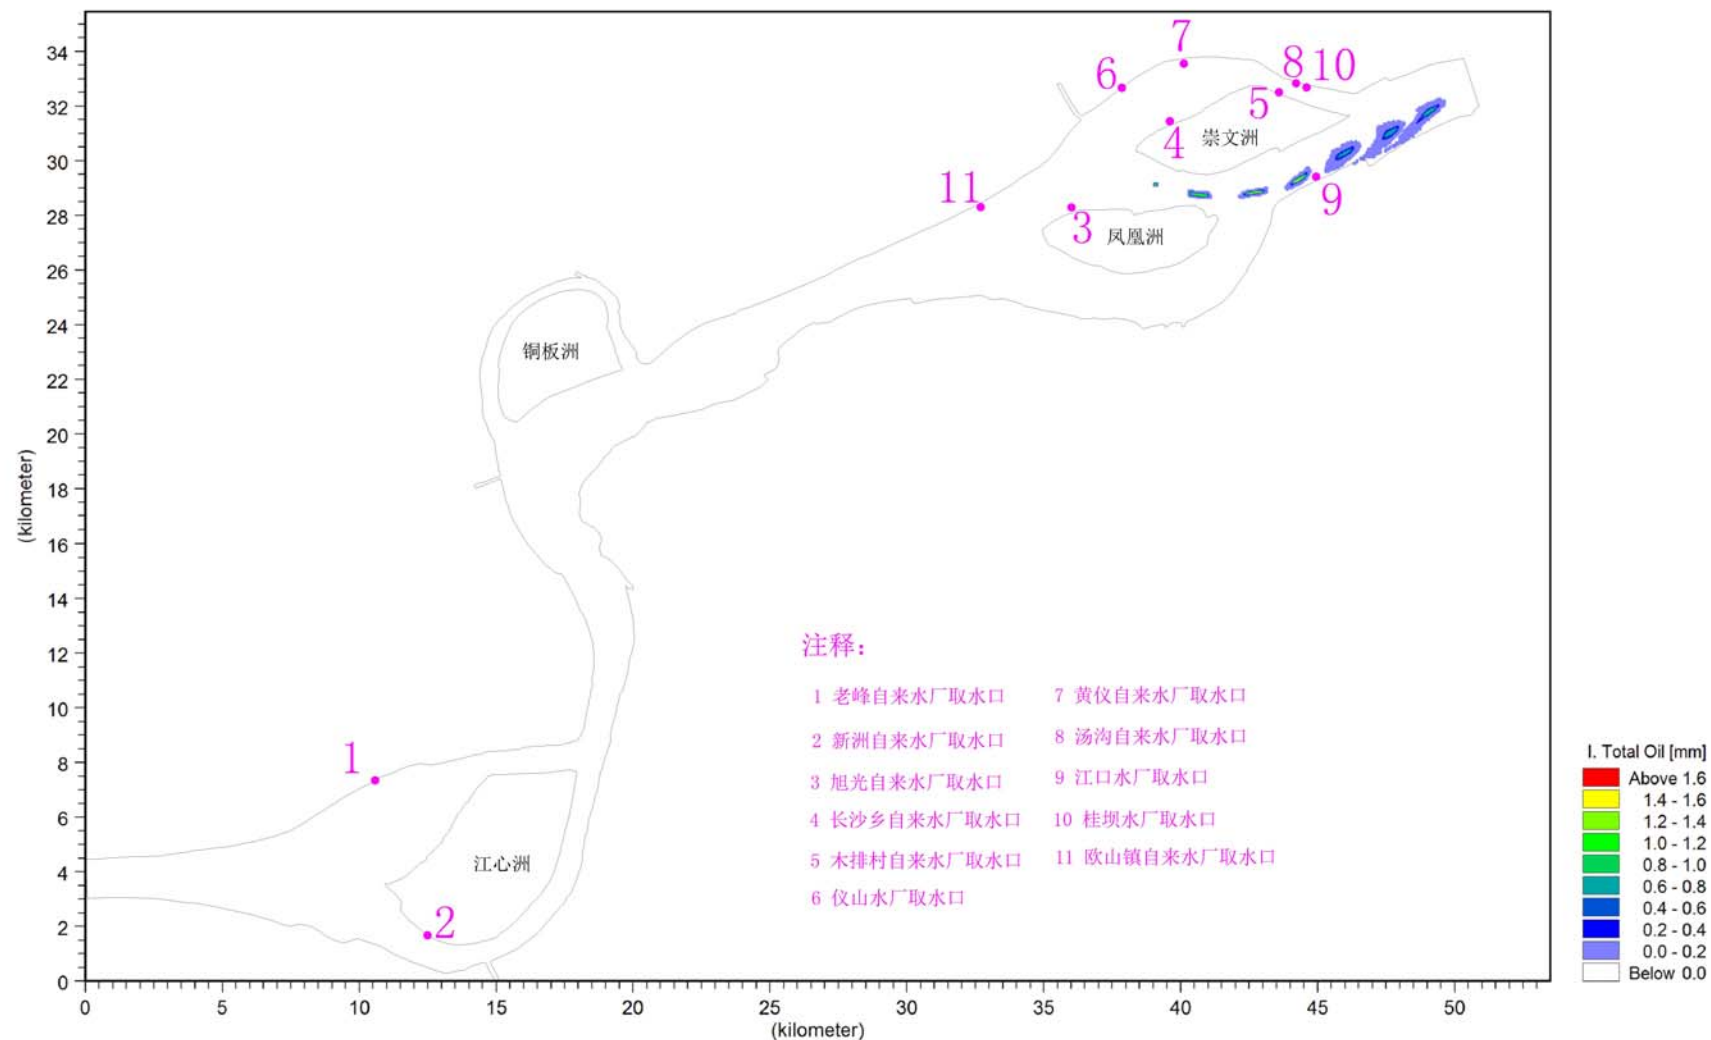 7
34
6
8 10
32
5
崇文洲
4
30
11
9
28
3
凤凰洲
26
24
铜板洲
22
20
(kilometer)
18
16
14
注释：
12
1 老峰自来水厂取水口 7 黄仪自来水厂取水口
10
2 新洲自来水厂取水口 8 汤沟自来水厂取水口
3 旭光自来水厂取水口 9 江口水厂取水口
4 长沙乡自来水厂取水口 10 桂坝水厂取水口
5 木排村自来水厂取水口 11 欧山镇自来水厂取水口
6 仪山水厂取水口
1
8
6
4
江心洲
2
2
0
0 5 10 15 20 25 30 35 40 45 50
(kilometer)
I. Total Oil [mm]
Above 1.6
1.4 - 1.6
1.2 - 1.4
1.0 - 1.2
0.8 - 1.0
0.6 - 0.8
0.4 - 0.6
0.2 - 0.4
0.0 - 0.2
Below 0.0